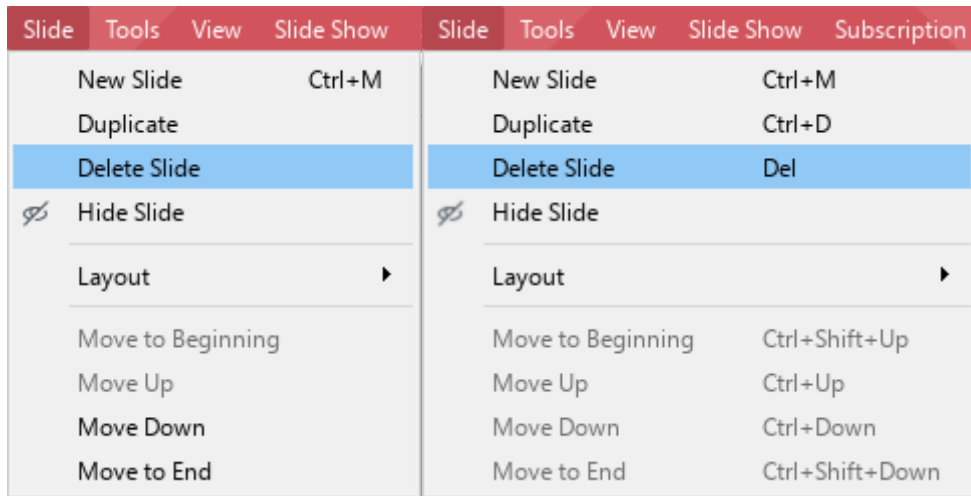 Slide Tools View Slide Show
New Slide Ctrl+M
Duplicate
Delete Slide
Hide Slide
Layout
Move to Beginning
Move Up
Move Down
Move to End
Slide Tools View Slide Show Subscription
New Slide Ctrl+M
Duplicate Ctrl+D
Delete Slide Del
Hide Slide
Layout
Move to Beginning Ctrl+Shift+Up
Move Up Ctrl+Up
Move Down Ctrl+Down
Move to End Ctrl+Shift+Down